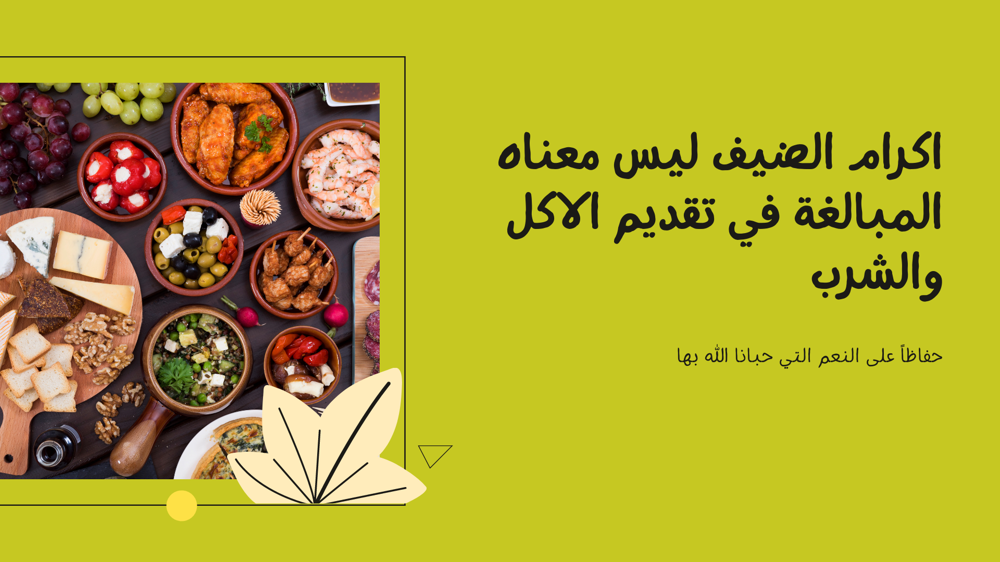 اكرام الضيف ليس معناه
المبالغة في تقديم الاكل
والشرب
حفاظاً على النعم التي حبانا الله بها